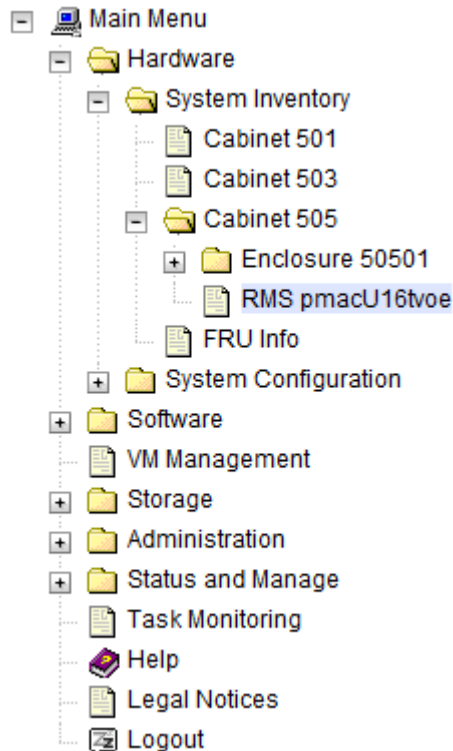 Main Menu
Hardware
System Inventory
Cabinet 501
Cabinet 503
Cabinet 505
Enclosure 50501
RMS pmacU16tvoe
FRU Info
System Configuration
Software
VM Management
Storage
Administration
Status and Manage
Task Monitoring
Help
Legal Notices
Logout